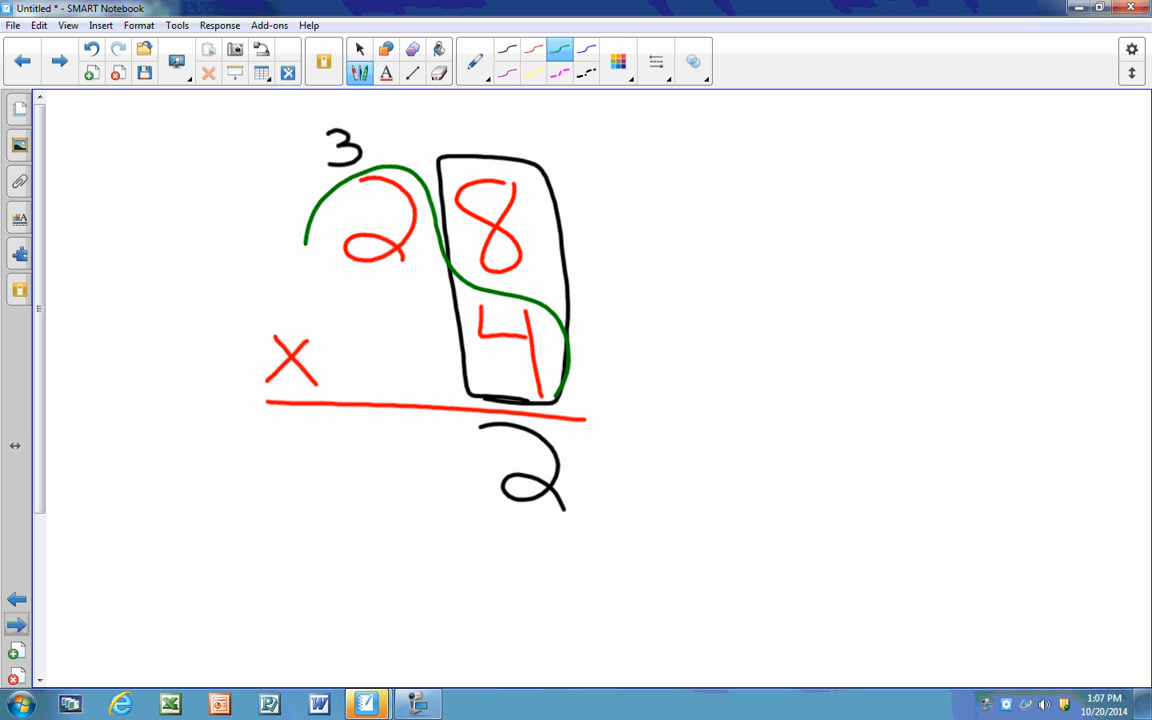 Untitled * - SMART Notebook
File Edit View Insert Format Tools Response Add-ons Help
3
28
X 4
2
1:07 PM
10/20/2014